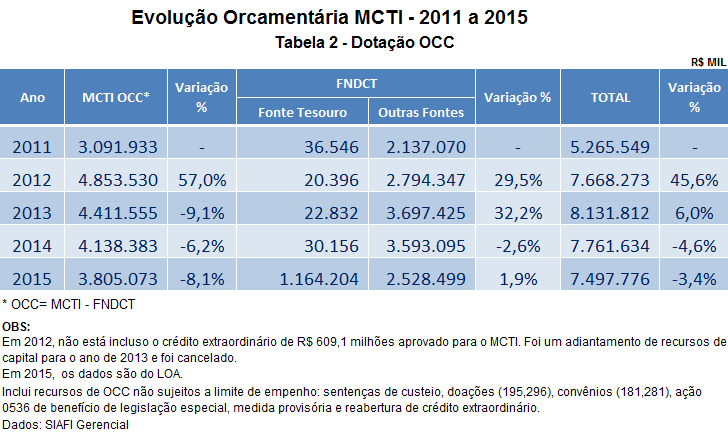 Evolução Orcamentária MCTI - 2011 a 2015
Tabela 2 - Dotação OCC
R$ MIL
Ano MCTI OCC* Variação % FNDCT Variação % TOTAL Variação %
Fonte Tesouro Outras Fontes
2011 3.091.933 - 36.546 2.137.070 - 5.265.549 -
2012 4.853.530 57,0% 20.396 2.794.347 29,5% 7.668.273 45,6%
2013 4.411.555 -9,1% 22.832 3.697.425 32,2% 8.131.812 6,0%
2014 4.138.383 -6,2% 30.156 3.593.095 -2,6% 7.761.634 -4,6%
2015 3.805.073 -8,1% 1.164.204 2.528.499 1,9% 7.497.776 -3,4%
* OCC= MCTI - FNDCT
OBS:
Em 2012, não está incluso o crédito extraordinário de R$ 609,1 milhões aprovado para o MCTI. Foi um adiantamento de recursos de
capital para o ano de 2013 e foi cancelado.
Em 2015, os dados são do LOA.
Inclui recursos de OCC não sujeitos a limite de empenho: sentenças de custeio, doações (195,296), convênios (181,281), ação
0536 de benefício de legislação especial, medida provisória e reabertura de crédito extraordinário.
Dados: SIAFI Gerencial